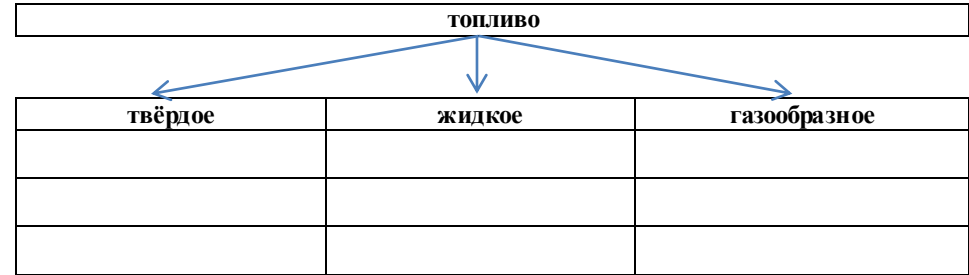 топливо
твёрдое жидкое газообразное